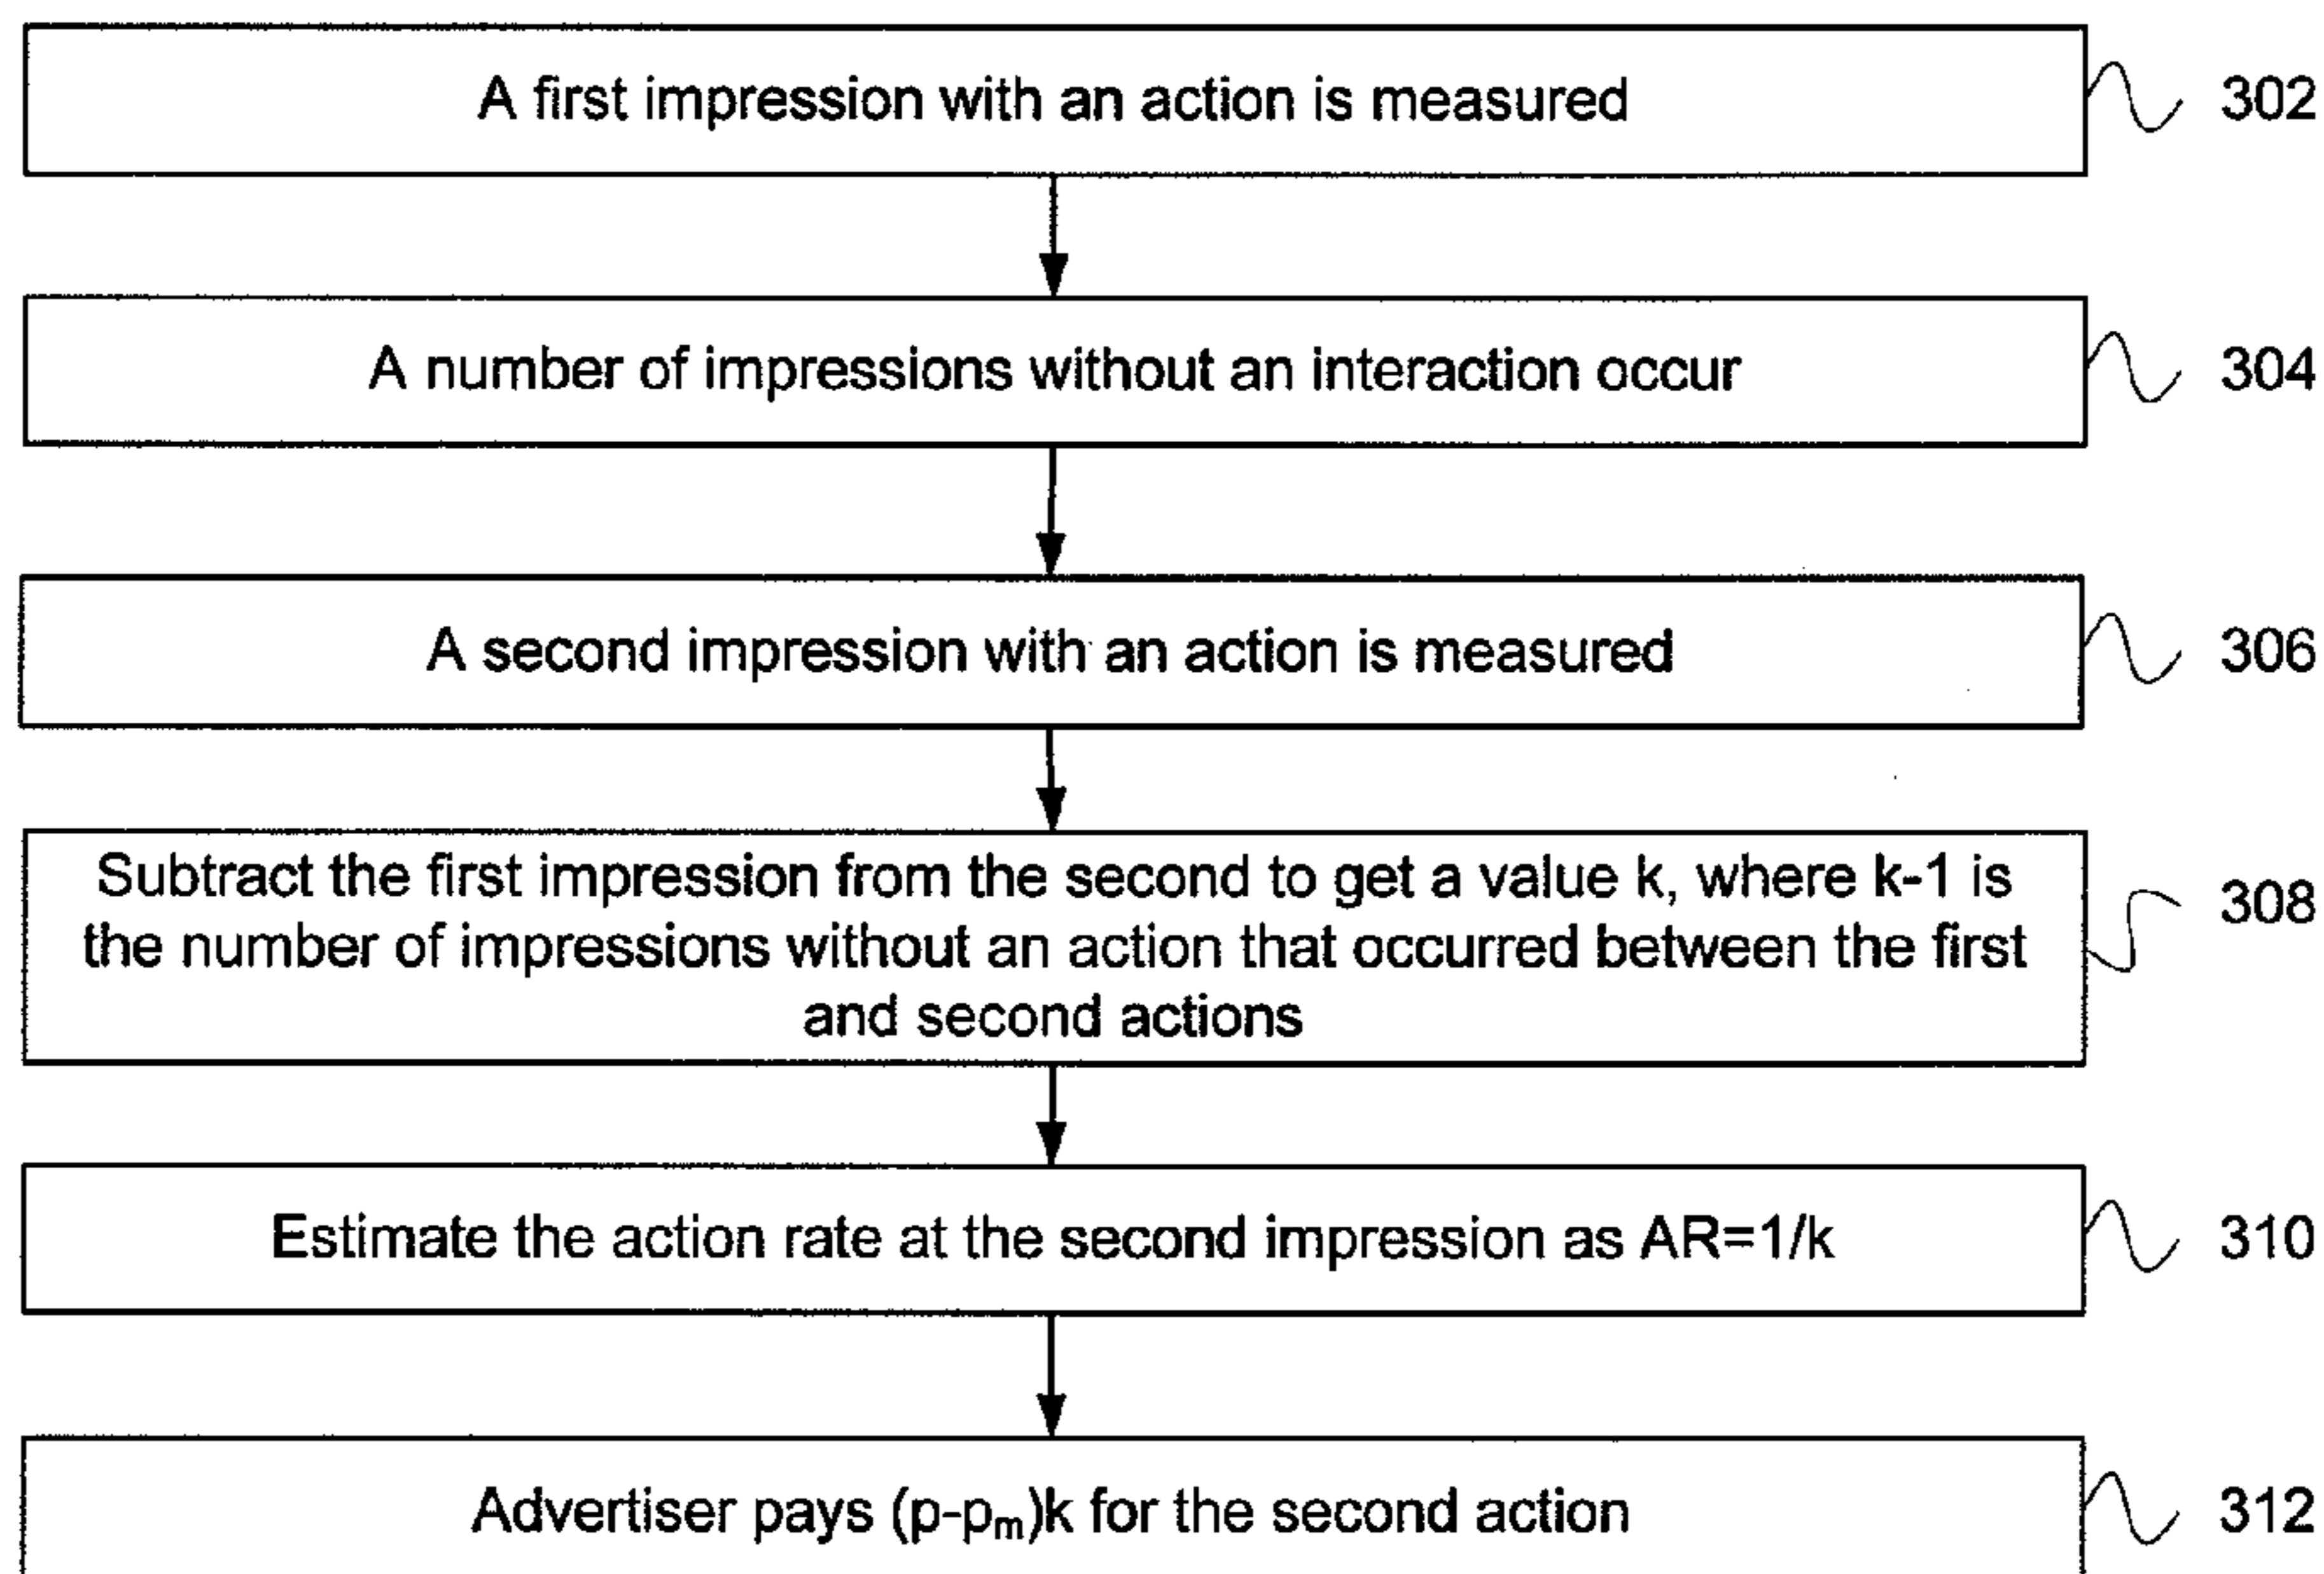 A first impression with an action is measured
302
A number of impressions without an interaction occur
304
A second impression with an action is measured
306
Subtract the first impression from the second to get a value k, where k-1 is
the number of impressions without an action that occurred between the first
and second actions
308
Estimate the action rate at the second impression as AR=1/k
310
Advertiser pays (p-pₘ)k for the second action
312